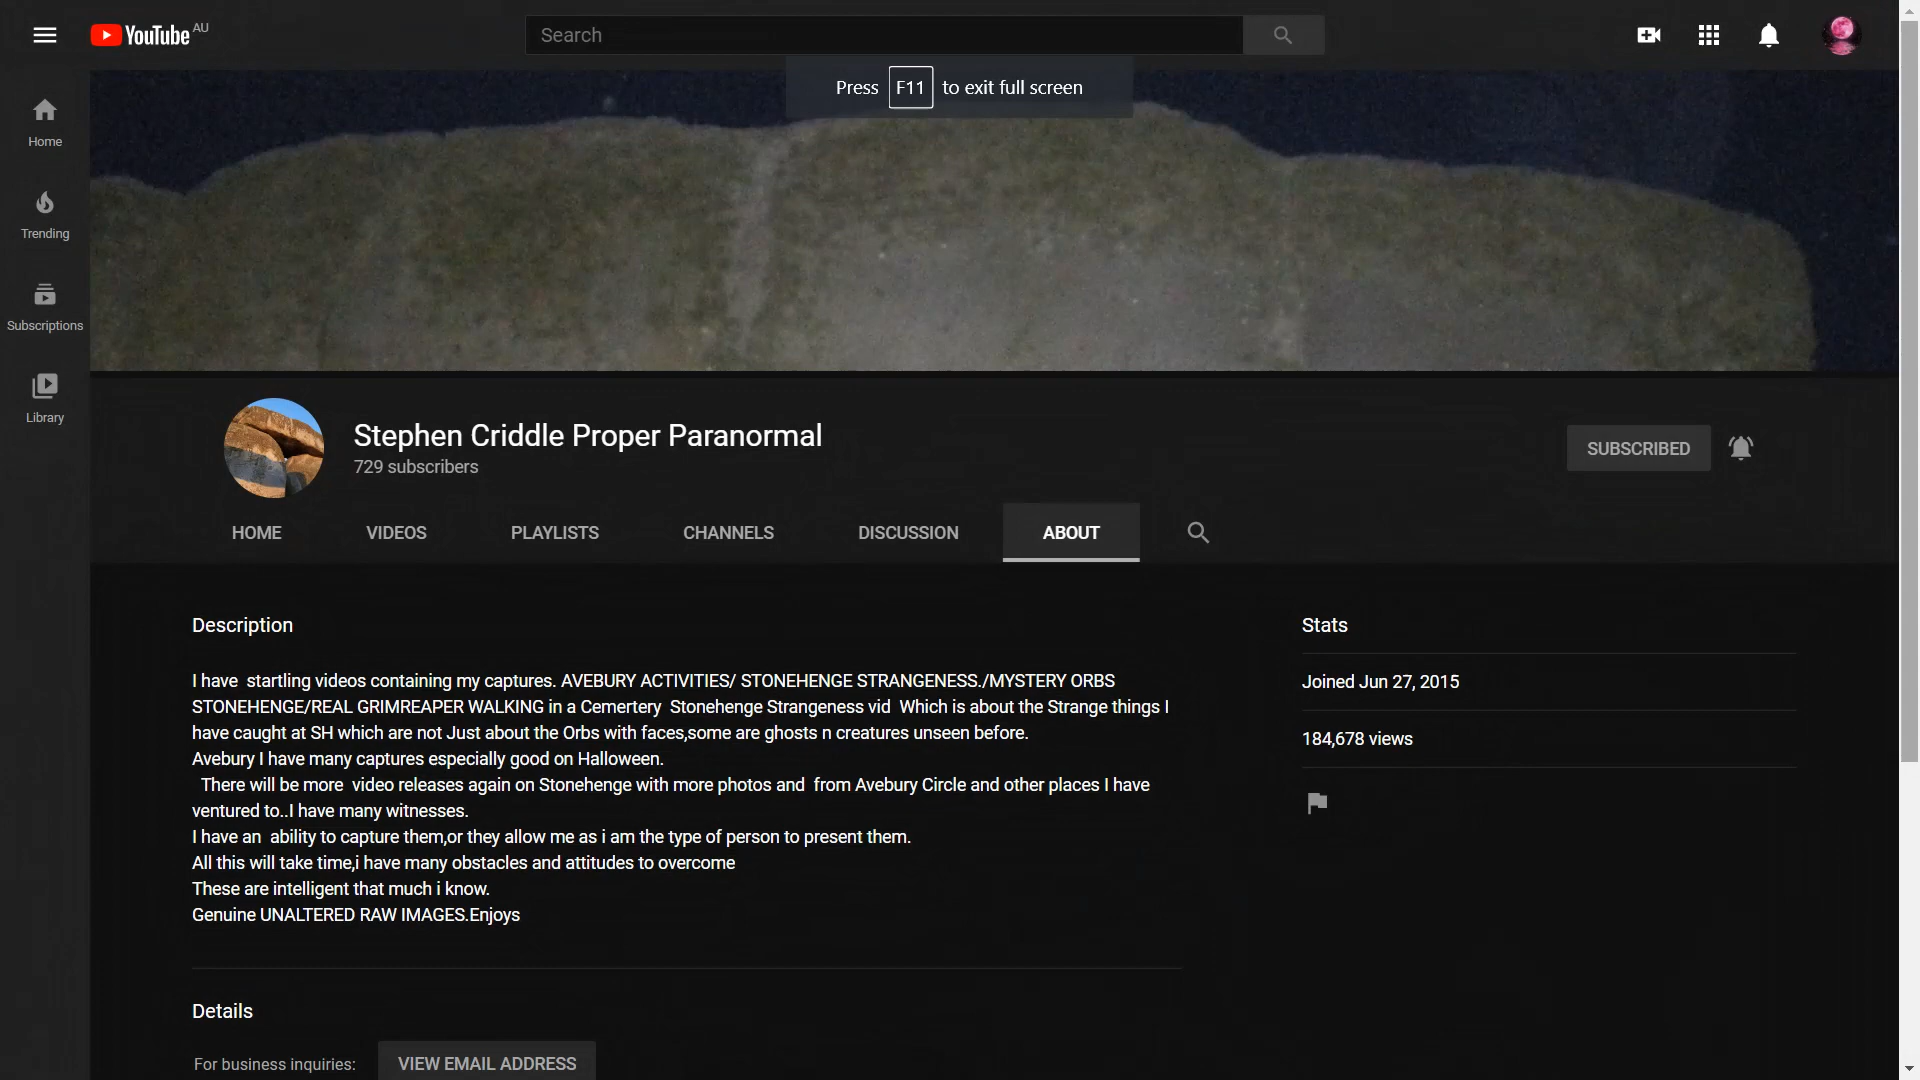 YouTube AU
Search
Press F11 to exit full screen
Home
Trending
Subscriptions
Library
Stephen Criddle Proper Paranormal
729 subscribers
SUBSCRIBED
HOME VIDEOS PLAYLISTS CHANNELS DISCUSSION ABOUT
Description
I have  startling videos containing my captures. AVEBURY ACTIVITIES/ STONEHENGE STRANGENESS./MYSTERY ORBS
STONEHENGE/REAL GRIMREAPER WALKING in a Cemertery  Stonehenge Strangeness vid  Which is about the Strange things I
have caught at SH which are not Just about the Orbs with faces,some are ghosts n creatures unseen before.
Avebury I have many captures especially good on Halloween.
There will be more  video releases again on Stonehenge with more photos and  from Avebury Circle and other places I have
ventured to..I have many witnesses.
I have an  ability to capture them,or they allow me as i am the type of person to present them.
All this will take time,i have many obstacles and attitudes to overcome
These are intelligent that much i know.
Genuine UNALTERED RAW IMAGES.Enjoys
Stats
Joined Jun 27, 2015
184,678 views
Details
For business inquiries: VIEW EMAIL ADDRESS